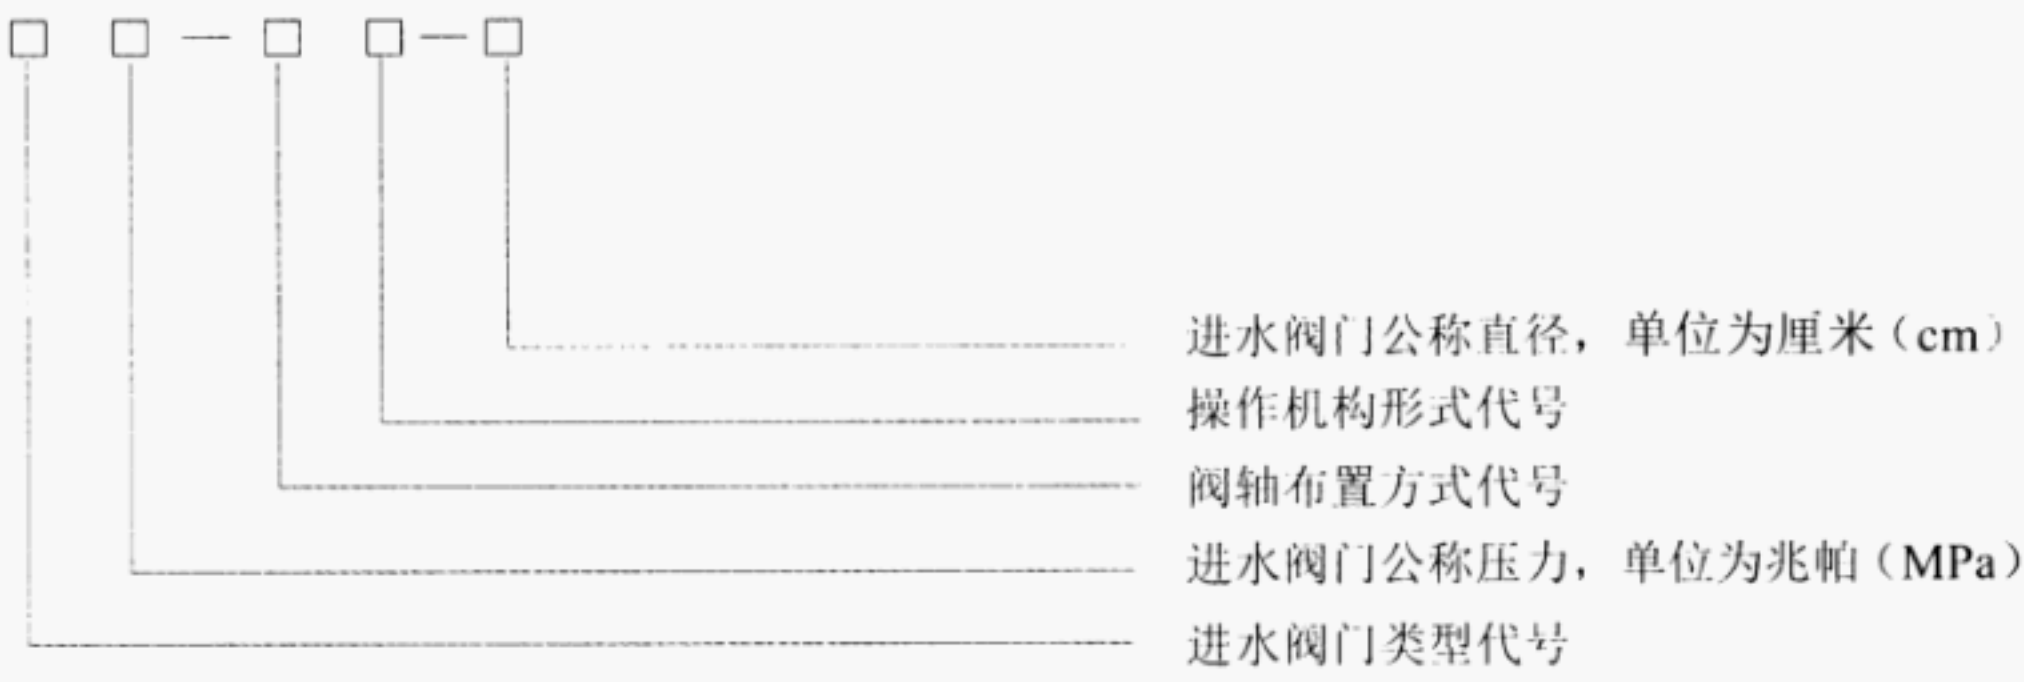 □ □ — □ □ — □
进水阀门公称直径，单位为厘米（cm）
操作机构形式代号
阀轴布置方式代号
进水阀门公称压力，单位为兆帕（MPa）
进水阀门类型代号